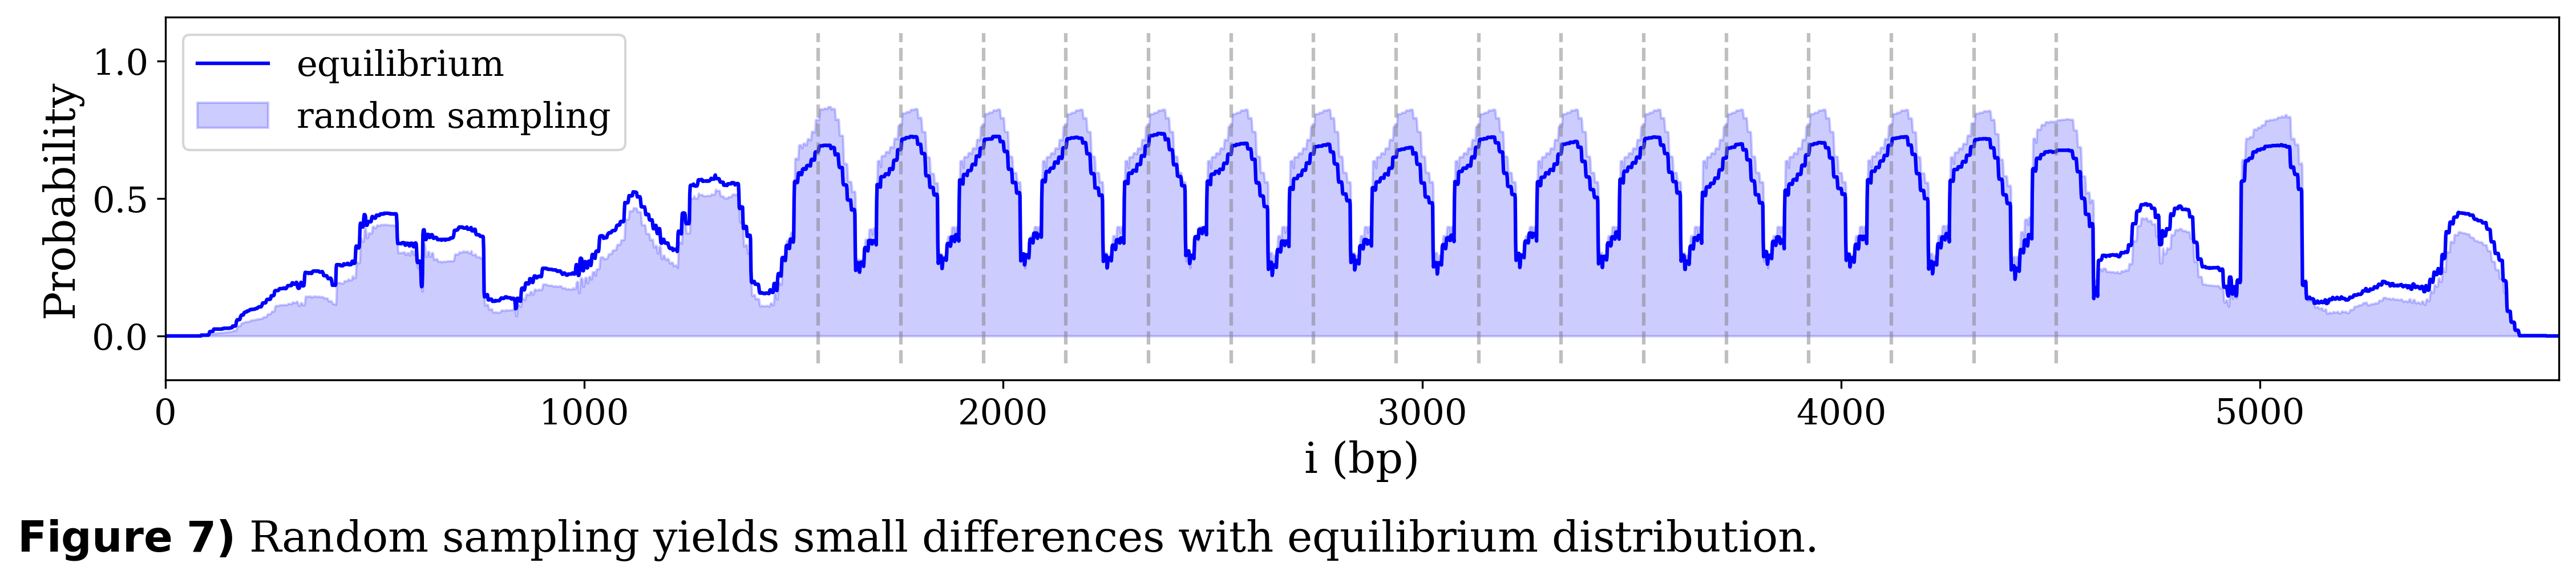 equilibrium
random sampling
Probability
1.0
0.5
0.0
0 1000 2000 3000 4000 5000
i (bp)
Figure 7) Random sampling yields small differences with equilibrium distribution.